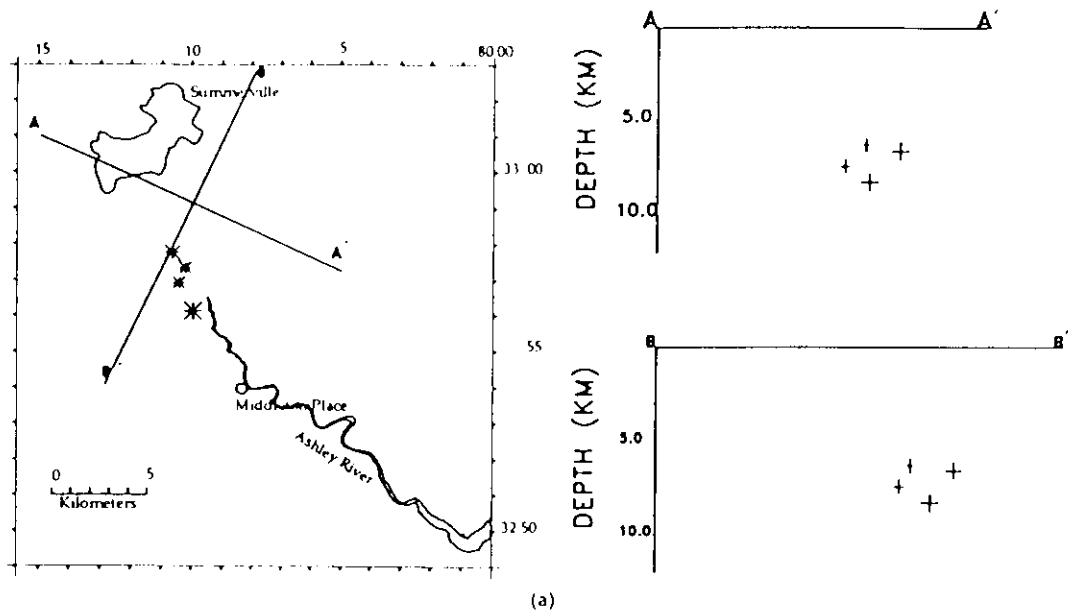 15 10 5 80 00
Summerville
A
33 00
A'
B'
55
Middleton Place
Ashley River
0 5
Kilometers
32 50
A A'
DEPTH (KM)
5.0
10.0
B B'
DEPTH (KM)
5.0
10.0
(a)